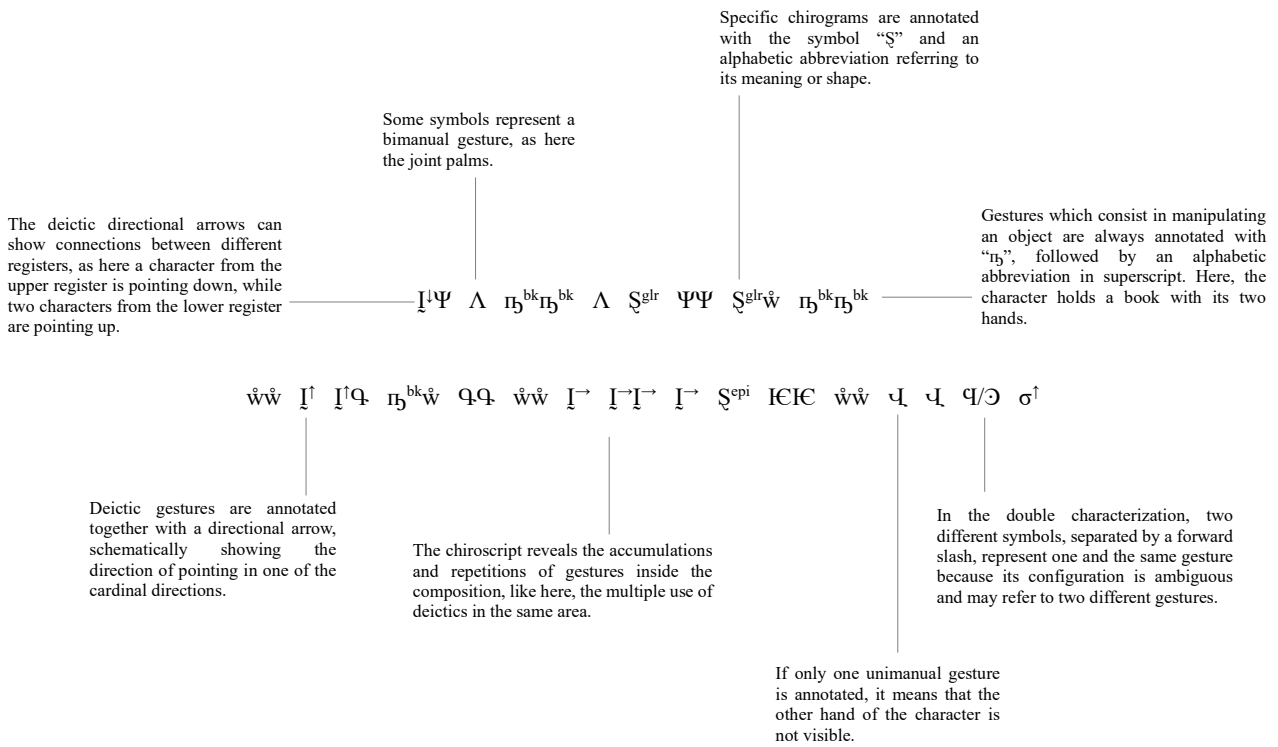 Specific chirograms are annotated
with the symbol “Ș” and an
alphabetic abbreviation referring to
its meaning or shape.
Some symbols represent a
bimanual gesture, as here
the joint palms.
The deictic directional arrows can
show connections between different
registers, as here a character from the
upper register is pointing down, while
two characters from the lower register
are pointing up.
Gestures which consist in manipulating
an object are always annotated with
“ҧ”, followed by an alphabetic
abbreviation in superscript. Here, the
character holds a book with its two
hands.
Ḭ↓Ψ Λ ҧbkҧbk Λ Șglr ΨΨ Șglrẘ ҧbkҧbk
ẘẘ Ḭ↑ Ḭ↑Ҷ ҧbkẘ ҶҶ ẘẘ Ḭ→ Ḭ→Ḭ→ Ḭ→ Șepi ѤѤ ẘẘ Վ Վ Ϥ/Ͽ σ↑
Deictic gestures are annotated
together with a directional arrow,
schematically showing the
direction of pointing in one of the
cardinal directions.
The chiroscript reveals the accumulations
and repetitions of gestures inside the
composition, like here, the multiple use of
deictics in the same area.
In the double characterization, two
different symbols, separated by a forward
slash, represent one and the same gesture
because its configuration is ambiguous
and may refer to two different gestures.
If only one unimanual gesture
is annotated, it means that the
other hand of the character is
not visible.